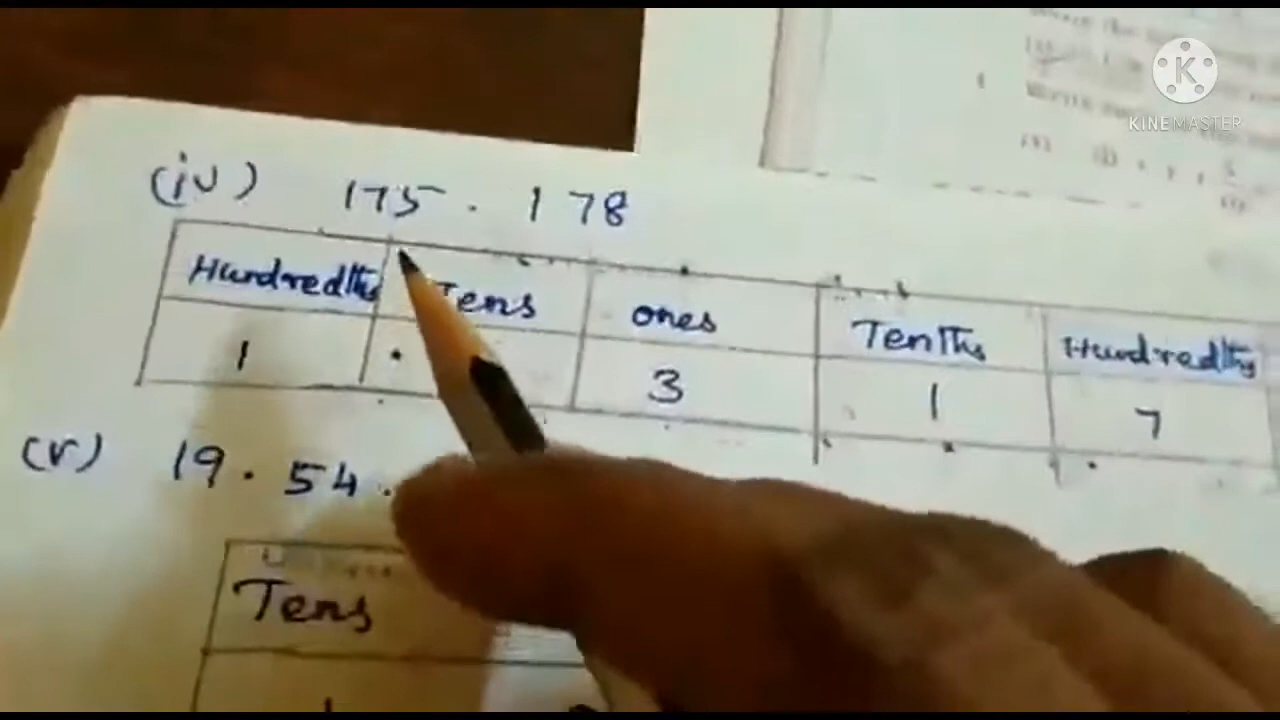 (iv) 175.178
Hundredths Tens ones Tenths Hundredths
1 3 1 7
(v) 19.54.
Tens
KINEMASTER